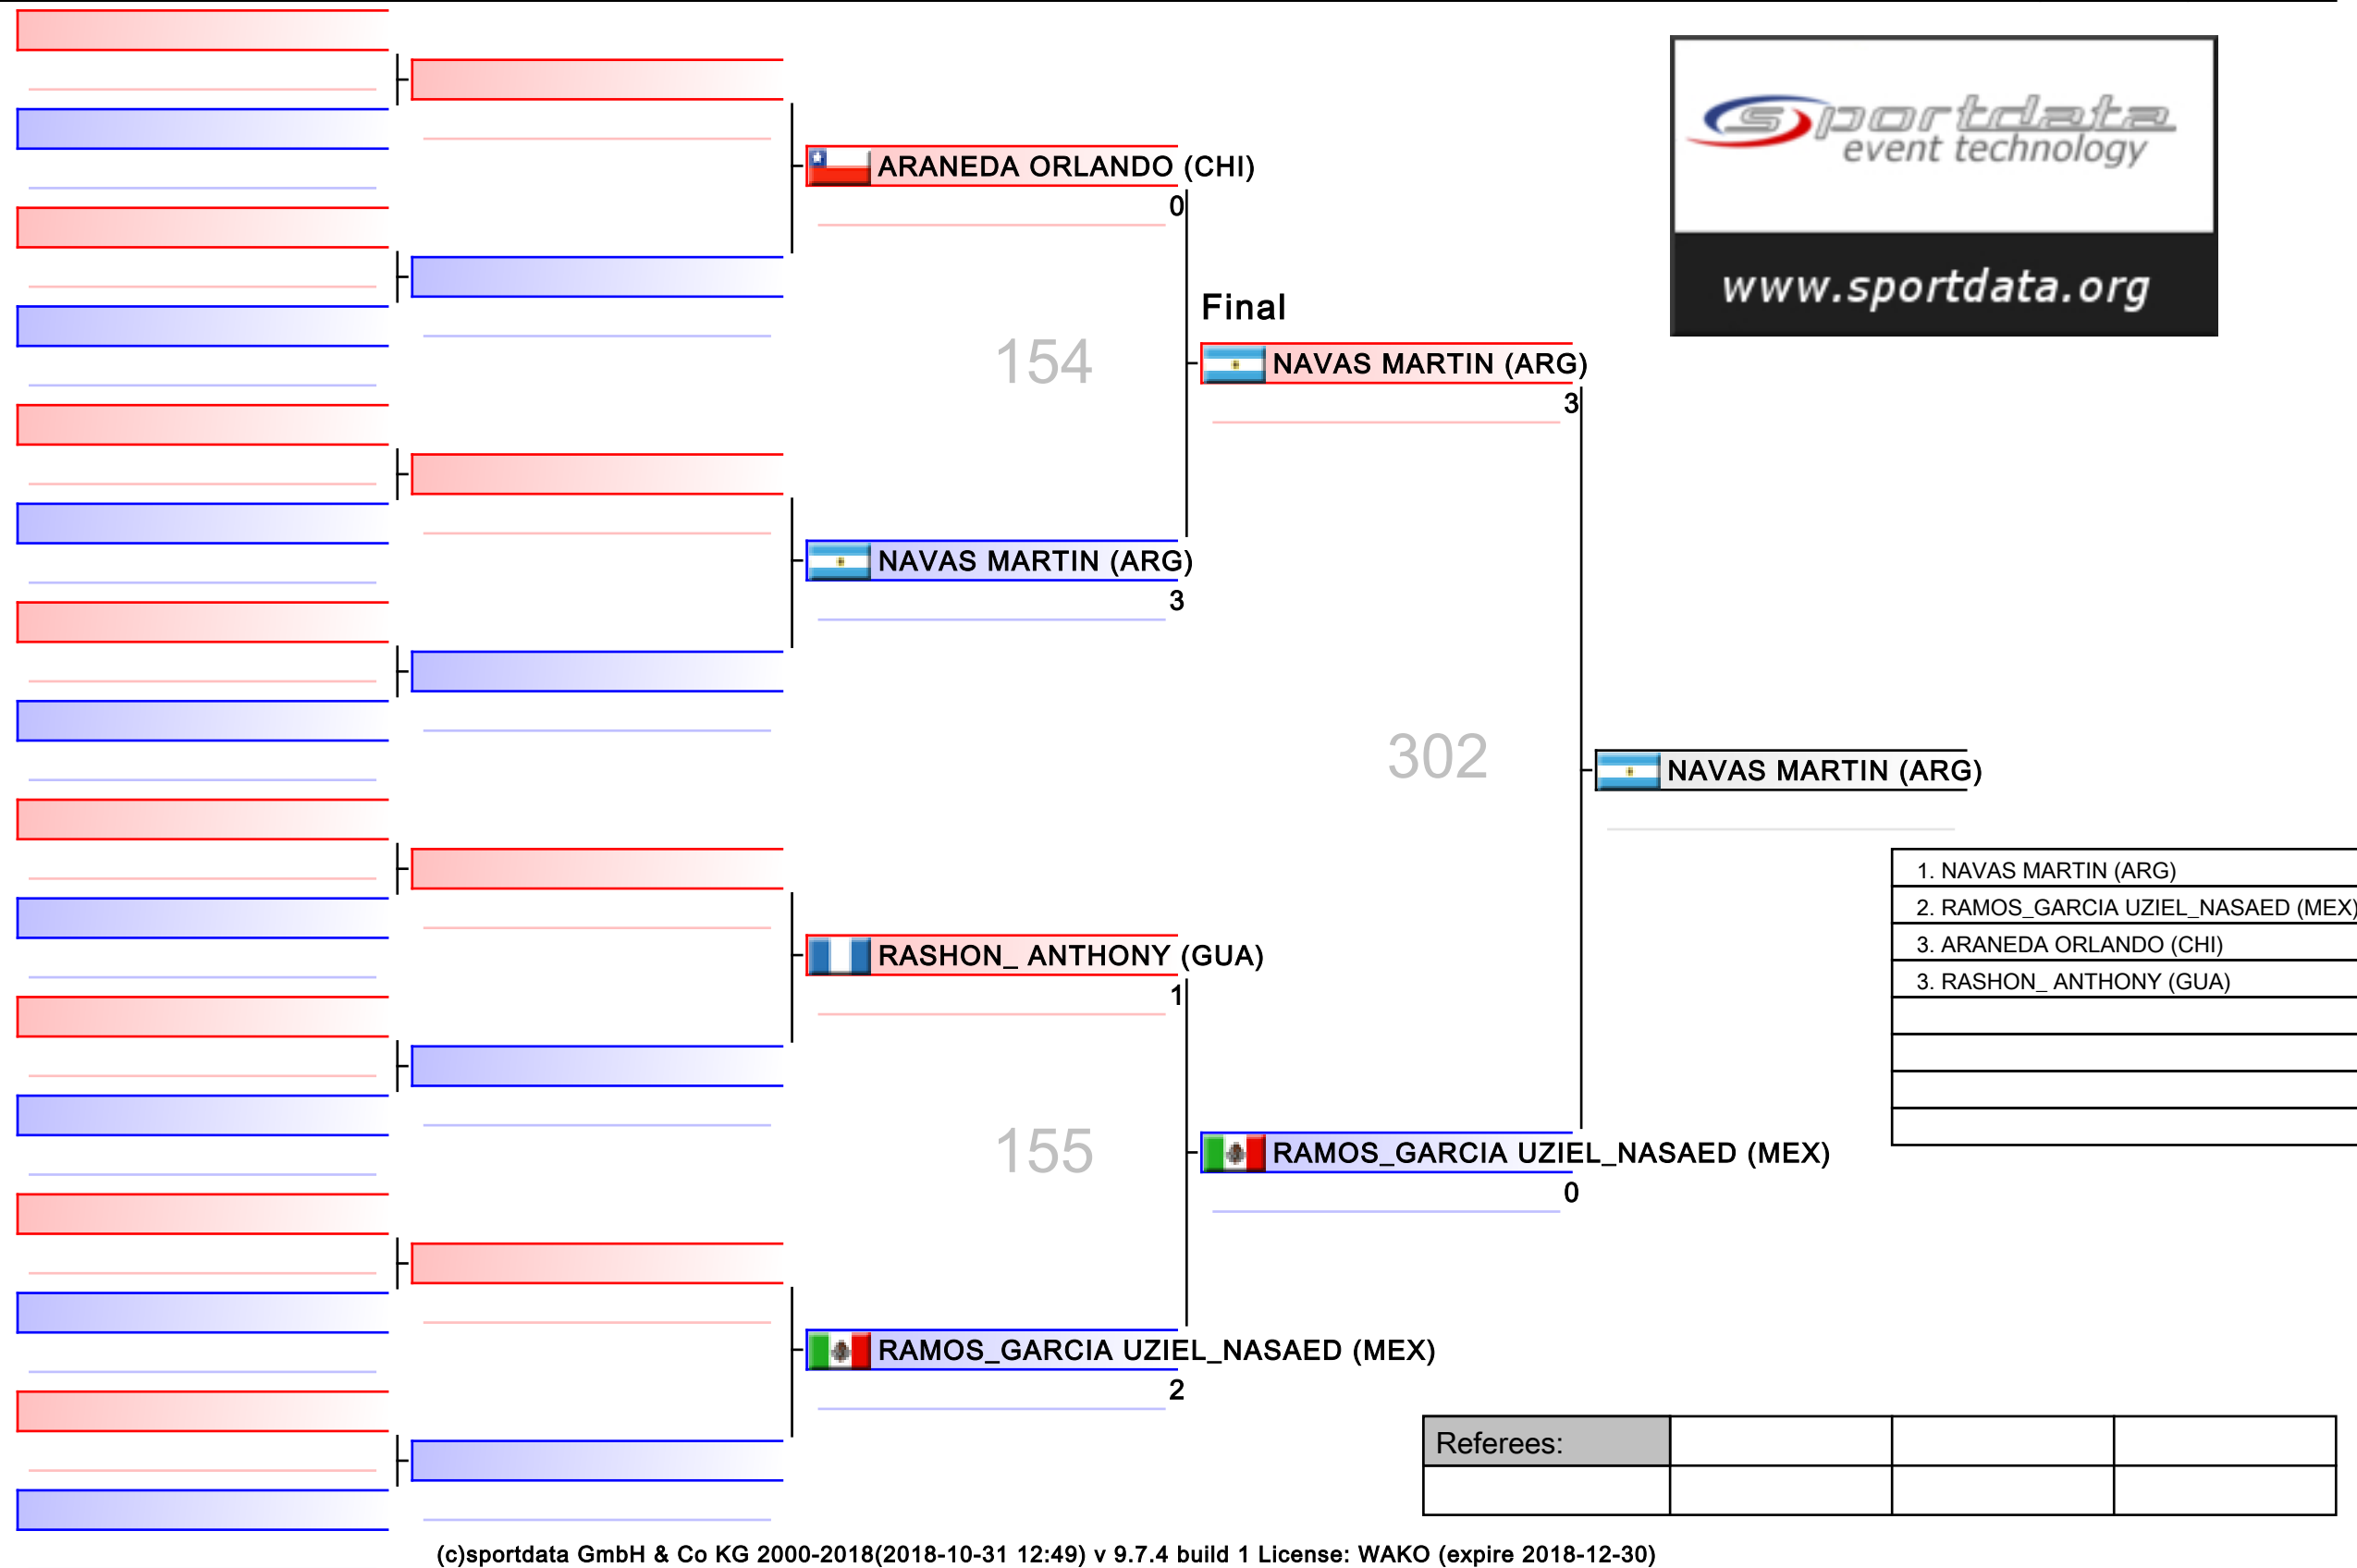 sportdata
event technology
www.sportdata.org
ARANEDA ORLANDO (CHI)
0
154
Final
NAVAS MARTIN (ARG)
3
NAVAS MARTIN (ARG)
3
302
NAVAS MARTIN (ARG)
1. NAVAS MARTIN (ARG)
2. RAMOS_GARCIA UZIEL_NASAED (MEX)
3. ARANEDA ORLANDO (CHI)
3. RASHON_ ANTHONY (GUA)
RASHON_ ANTHONY (GUA)
1
155
RAMOS_GARCIA UZIEL_NASAED (MEX)
0
RAMOS_GARCIA UZIEL_NASAED (MEX)
2
Referees:
(c)sportdata GmbH & Co KG 2000-2018(2018-10-31 12:49) v 9.7.4 build 1 License: WAKO (expire 2018-12-30)